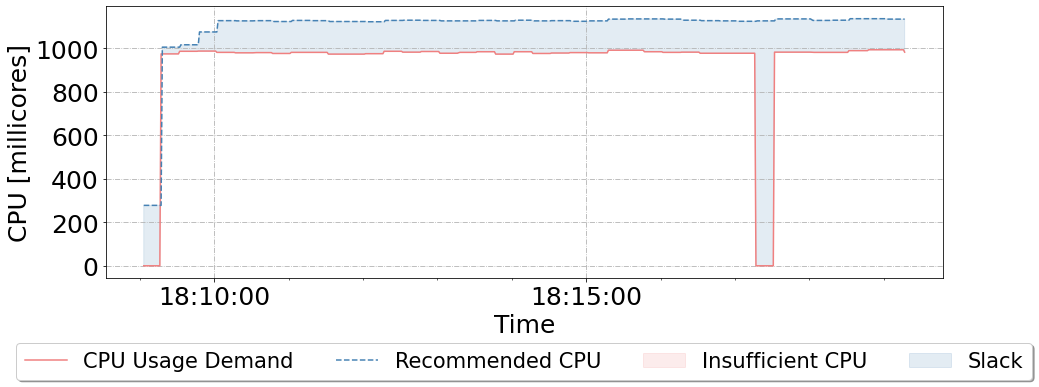 CPU [millicores]
1000
800
600
400
200
0
18:10:00 18:15:00
Time
CPU Usage Demand Recommended CPU Insufficient CPU Slack